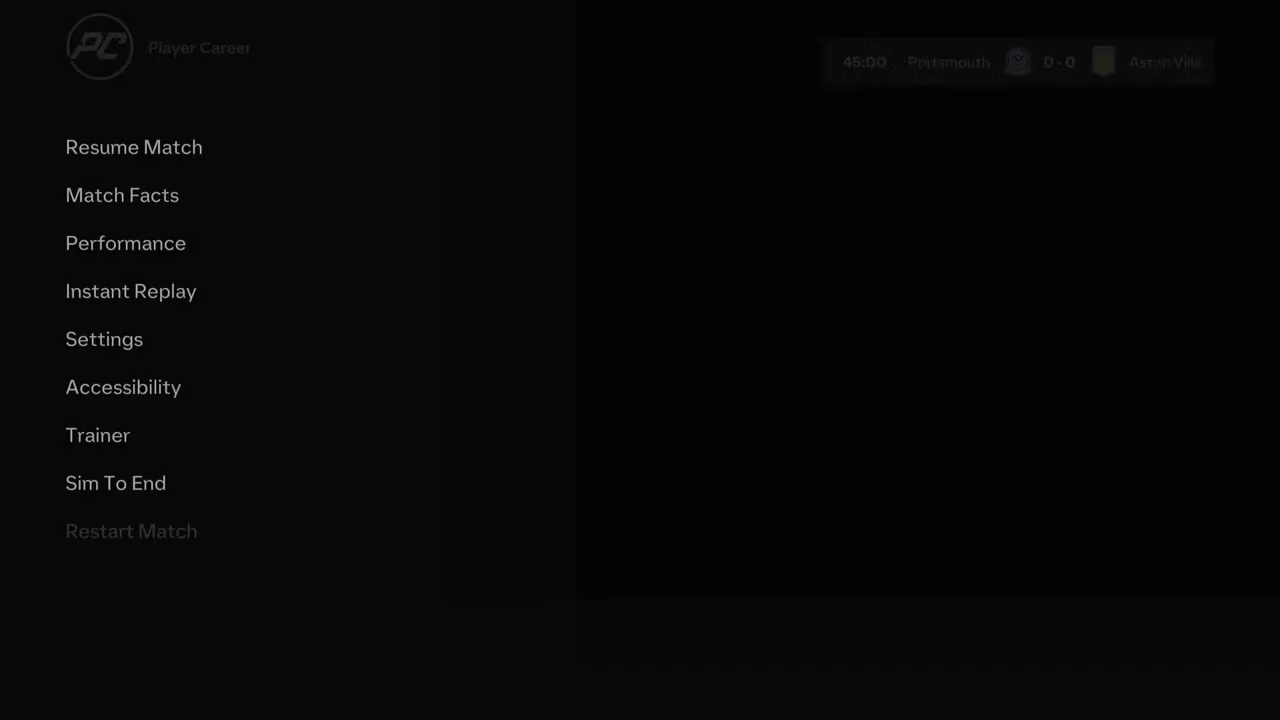 PC Player Career
45:00 Portsmouth 0 - 0 Aston Villa
Resume Match
Match Facts
Performance
Instant Replay
Settings
Accessibility
Trainer
Sim To End
Restart Match